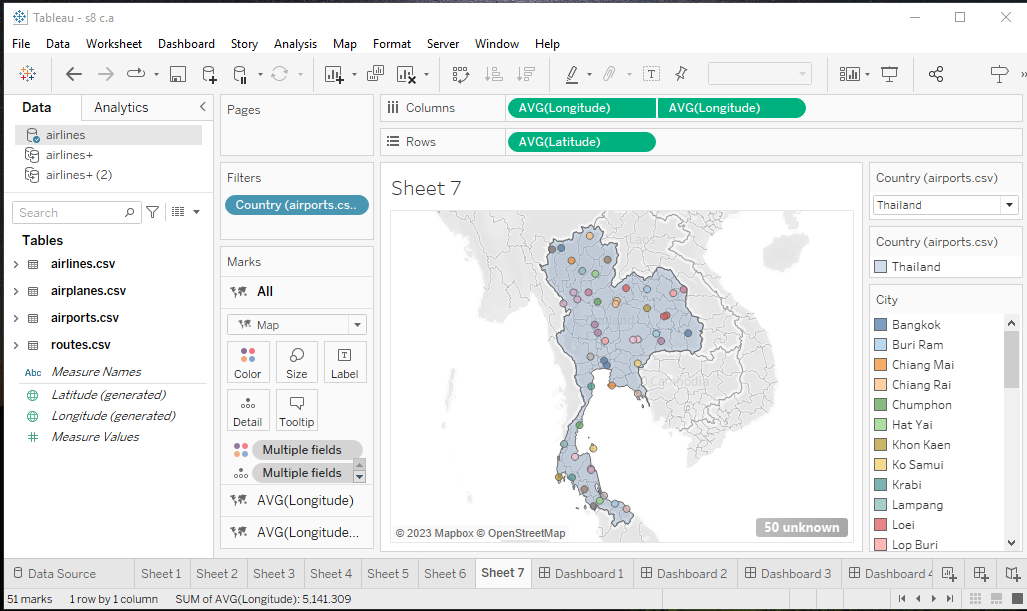 Tableau - s8 c.a
File Data Worksheet Dashboard Story Analysis Map Format Server Window Help
Data Analytics
airlines
airlines+
airlines+ (2)
Search
Tables
airlines.csv
airplanes.csv
airports.csv
routes.csv
Abc Measure Names
Latitude (generated)
Longitude (generated)
Measure Values
Pages
Filters
Country (airports.cs..
Marks
All
Map
Color Size Label
Detail Tooltip
Multiple fields
Multiple fields
AVG(Longitude)
AVG(Longitude...
Columns AVG(Longitude) AVG(Longitude)
Rows AVG(Latitude)
Sheet 7
Laos
Cambodia
© 2023 Mapbox © OpenStreetMap
50 unknown
Country (airports.csv)
Thailand
Country (airports.csv)
Thailand
City
Bangkok
Buri Ram
Chiang Mai
Chiang Rai
Chumphon
Hat Yai
Khon Kaen
Ko Samui
Krabi
Lampang
Loei
Lop Buri
Data Source Sheet 1 Sheet 2 Sheet 3 Sheet 4 Sheet 5 Sheet 6 Sheet 7 Dashboard 1 Dashboard 2 Dashboard 3 Dashboard 4
51 marks 1 row by 1 column SUM of AVG(Longitude): 5,141.309